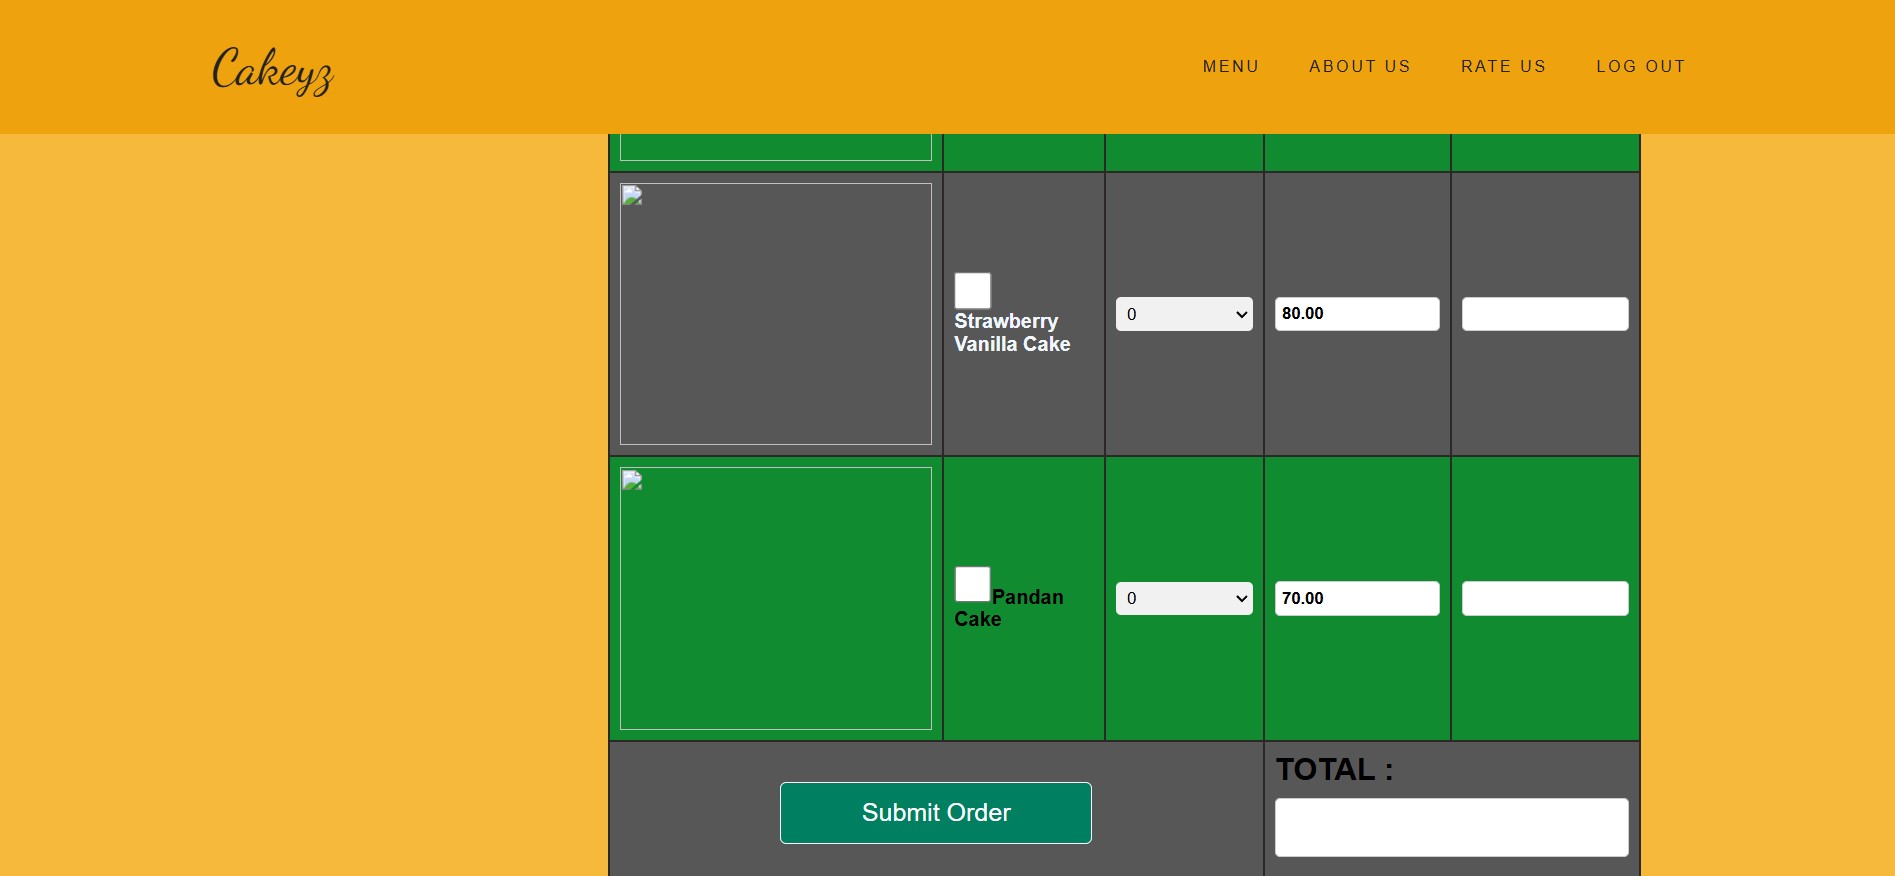 Cakeyz
MENU ABOUT US RATE US LOG OUT
Strawberry
Vanilla Cake
0
80.00
Pandan
Cake
0
70.00
Submit Order
TOTAL :